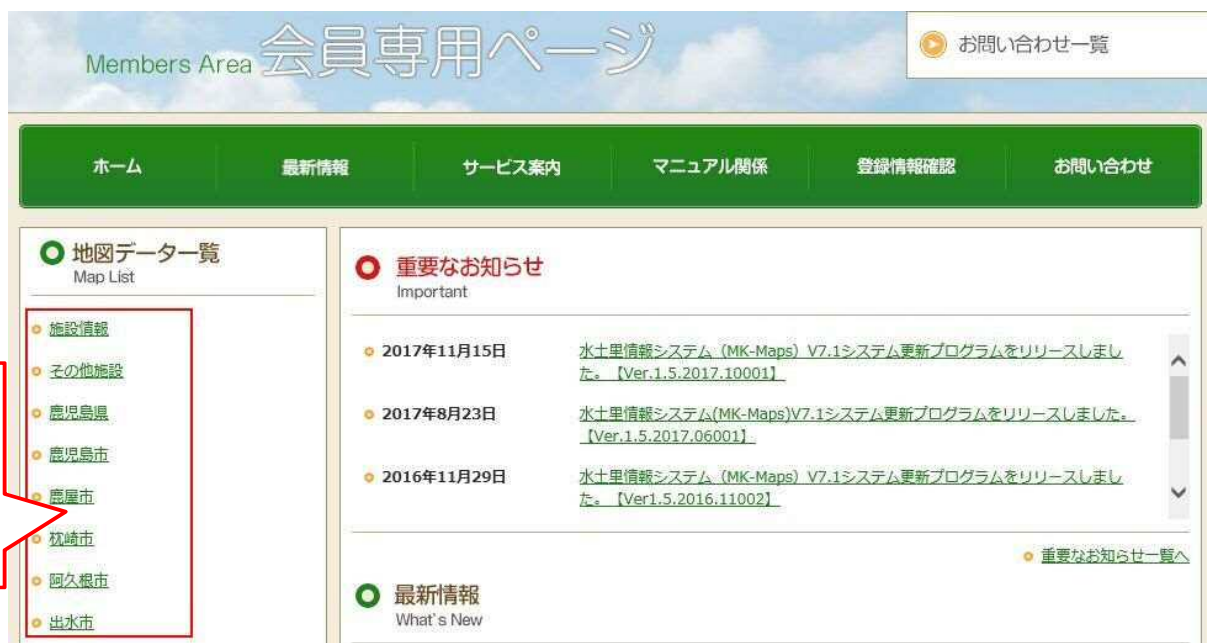 Members Area 会員専用ページ
お問い合わせ一覧
ホーム
最新情報
サービス案内
マニュアル関係
登録情報確認
お問い合わせ
地図データ一覧
Map List
施設情報
その他施設
鹿児島県
鹿児島市
鹿屋市
枕崎市
阿久根市
出水市
重要なお知らせ
Important
2017年11月15日
水土里情報システム（MK-Maps）V7.1システム更新プログラムをリリースしまし
た。【Ver.1.5.2017.10001】
2017年8月23日
水土里情報システム(MK-Maps)V7.1システム更新プログラムをリリースしました。
【Ver.1.5.2017.06001】
2016年11月29日
水土里情報システム（MK-Maps）V7.1システム更新プログラムをリリースしまし
た。【Ver1.5.2016.11002】
重要なお知らせ一覧へ
最新情報
What's New